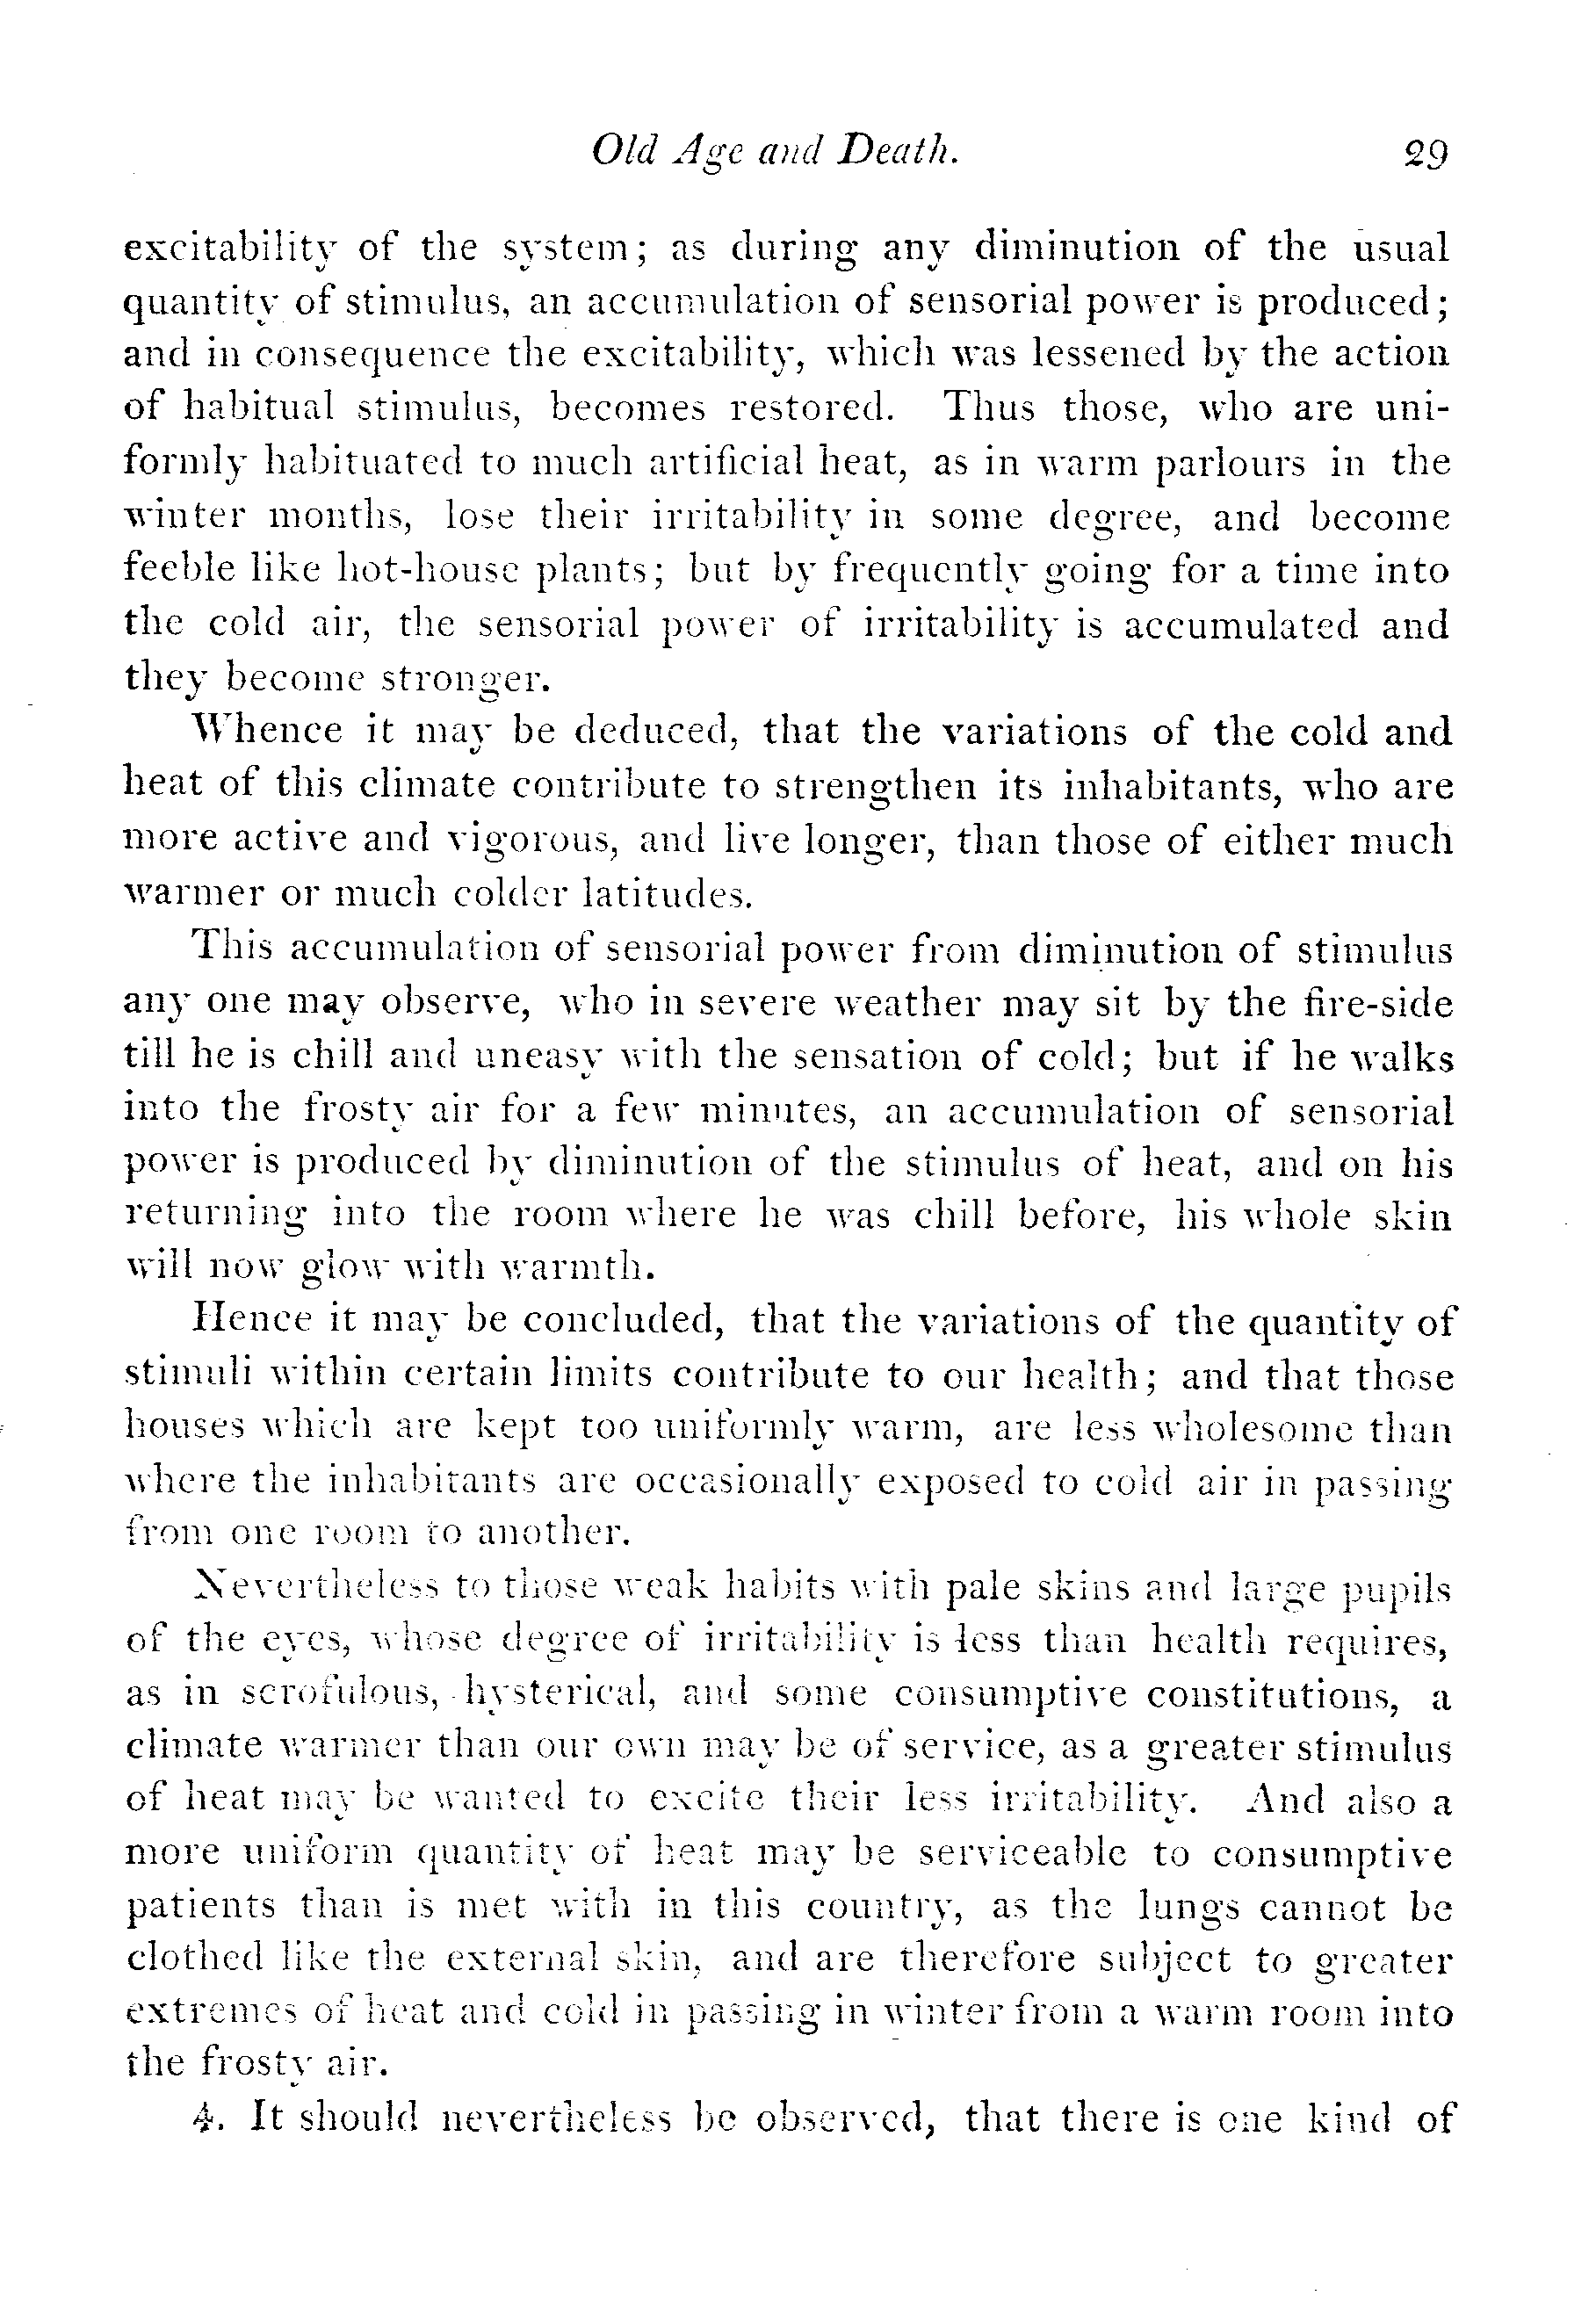 Old Age and Death. 29
excitability of the system; as during any diminution of the usual
quantity of stimulus, an accumulation of sensorial power is produced;
and in consequence the excitability, which was lessened by the action
of habitual stimulus, becomes restored. Thus those, who are uni-
formly habituated to much artificial heat, as in warm parlours in the
winter months, lose their irritability in some degree, and become
feeble like hot-house plants; but by frequently going for a time into
the cold air, the sensorial power of irritability is accumulated and
they become stronger.
Whence it may be deduced, that the variations of the cold and
heat of this climate contribute to strengthen its inhabitants, who are
more active and vigorous, and live longer, than those of either much
warmer or much colder latitudes.
This accumulation of sensorial power from diminution of stimulus
any one may observe, who in severe weather may sit by the fire-side
till he is chill and uneasy with the sensation of cold; but if he walks
into the frosty air for a few minutes, an accumulation of sensorial
power is produced by diminution of the stimulus of heat, and on his
returning into the room where he was chill before, his whole skin
will now glow with warmth.
Hence it may be concluded, that the variations of the quantity of
stimuli within certain limits contribute to our health; and that those
houses which are kept too uniformly warm, are less wholesome than
where the inhabitants are occasionally exposed to cold air in passing
from one room to another.
Nevertheless to those weak habits with pale skins and large pupils
of the eyes, whose degree of irritability is less than health requires,
as in scrofulous, hysterical, and some consumptive constitutions, a
climate warmer than our own may be of service, as a greater stimulus
of heat may be wanted to excite their less irritability. And also a
more uniform quantity of heat may be serviceable to consumptive
patients than is met with in this country, as the lungs cannot be
clothed like the external skin, and are therefore subject to greater
extremes of heat and cold in passing in winter from a warm room into
the frosty air.
4. It should nevertheless be observed, that there is one kind of